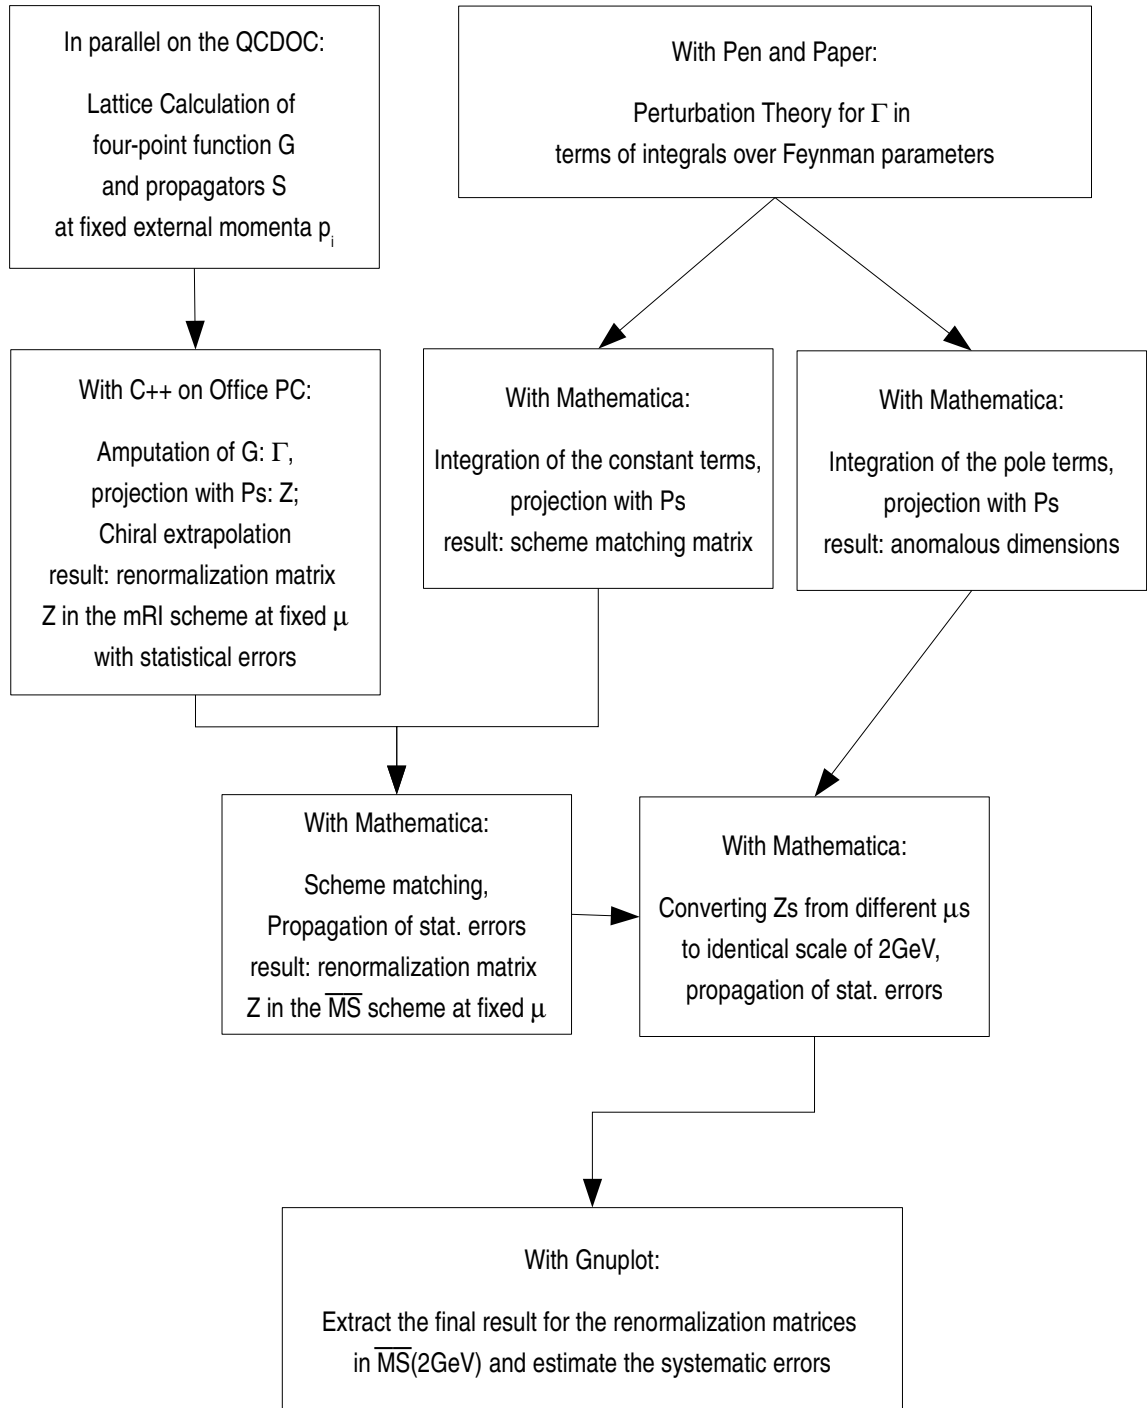 In parallel on the QCDOC:
Lattice Calculation of
four-point function G
and propagators S
at fixed external momenta pᵢ
With Pen and Paper:
Perturbation Theory for Γ in
terms of integrals over Feynman parameters
With C++ on Office PC:
Amputation of G: Γ,
projection with Ps: Z;
Chiral extrapolation
result: renormalization matrix
Z in the mRI scheme at fixed μ
with statistical errors
With Mathematica:
Integration of the constant terms,
projection with Ps
result: scheme matching matrix
With Mathematica:
Integration of the pole terms,
projection with Ps
result: anomalous dimensions
With Mathematica:
Scheme matching,
Propagation of stat. errors
result: renormalization matrix
Z in the M̅S̅ scheme at fixed μ
With Mathematica:
Converting Zs from different μs
to identical scale of 2GeV,
propagation of stat. errors
With Gnuplot:
Extract the final result for the renormalization matrices
in M̅S̅(2GeV) and estimate the systematic errors